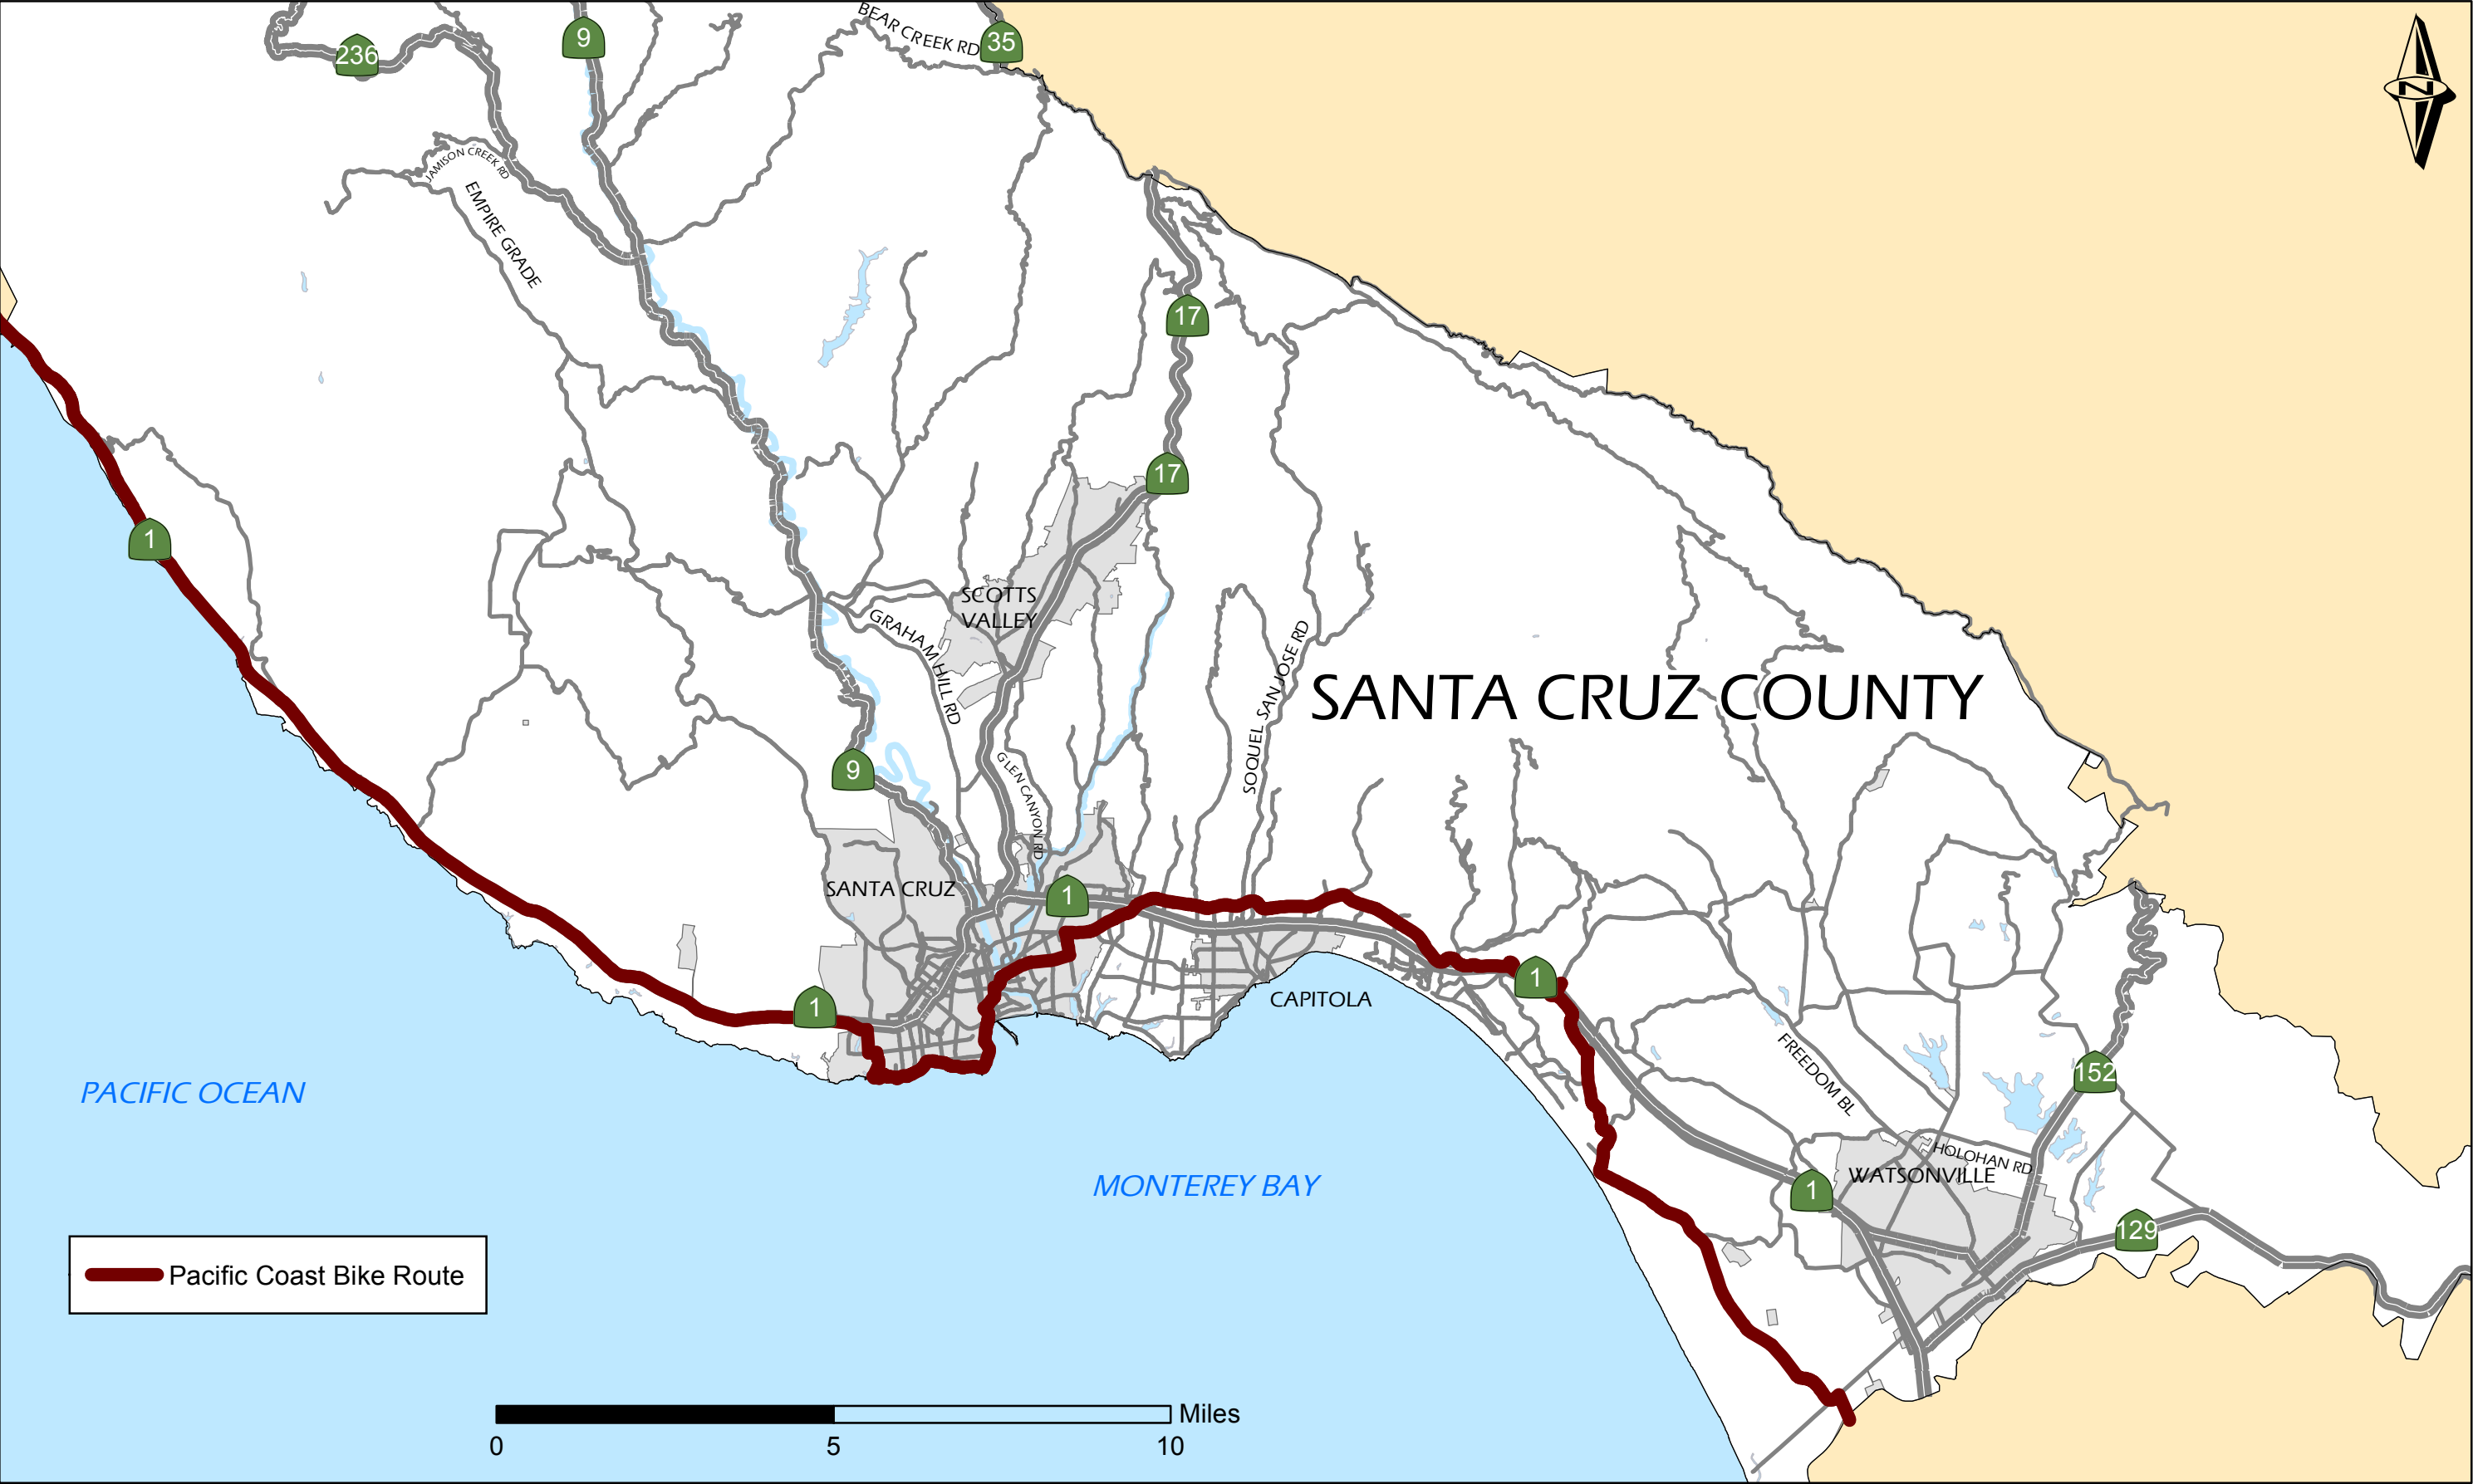 BEAR CREEK RD
236
9
35
N
JAMISON CREEK RD
EMPIRE GRADE
17
17
1
SCOTTS
VALLEY
GRAHAM HILL RD
SOQUEL SAN JOSE RD
SANTA CRUZ COUNTY
9
GLEN CANYON RD
SANTA CRUZ
1
1
1
CAPITOLA
FREEDOM BL
152
PACIFIC OCEAN
HOLOHAN RD
WATSONVILLE
MONTEREY BAY
1
129
Pacific Coast Bike Route
Miles
0 5 10